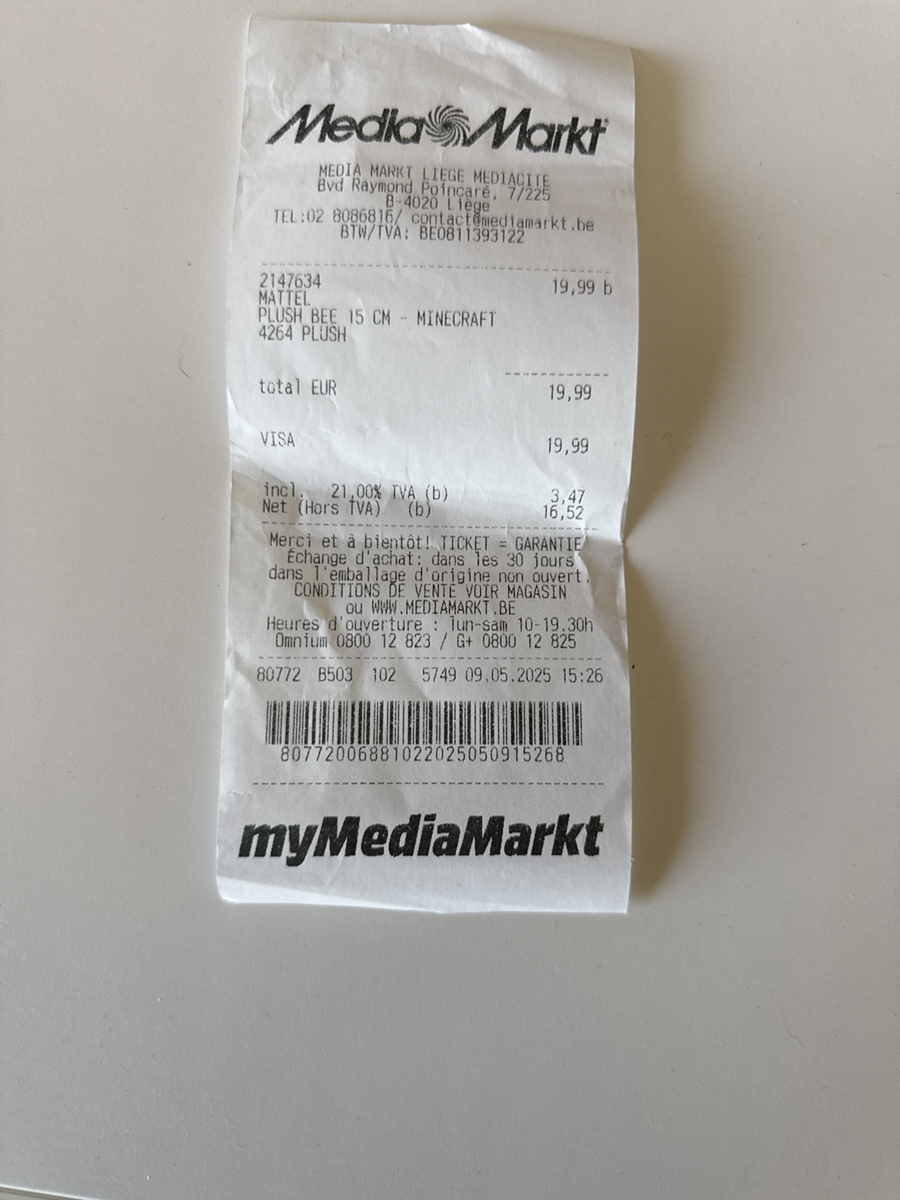 Media Markt
MEDIA MARKT LIEGE MEDIACITE
Bvd Raymond Poincaré, 7/225
B-4020 Liège
TEL:02 8086816/ contact@mediamarkt.be
BTW/TVA: BE0811393122
2147634 19,99 b
MATTEL
PLUSH BEE 15 CM - MINECRAFT
4264 PLUSH
total EUR 19,99
VISA 19,99
incl. 21,00% TVA (b) 3,47
Net (Hors TVA) (b) 16,52
Merci et à bientôt! TICKET = GARANTIE
Échange d'achat: dans les 30 jours
dans l'emballage d'origine non ouvert.
CONDITIONS DE VENTE VOIR MAGASIN
ou WWW.MEDIAMARKT.BE
Heures d'ouverture : lun-sam 10-19.30h
Omnium 0800 12 823 / G+ 0800 12 825
80772 B503 102 5749 09.05.2025 15:26
8077200688102202505091526​8
myMediaMarkt